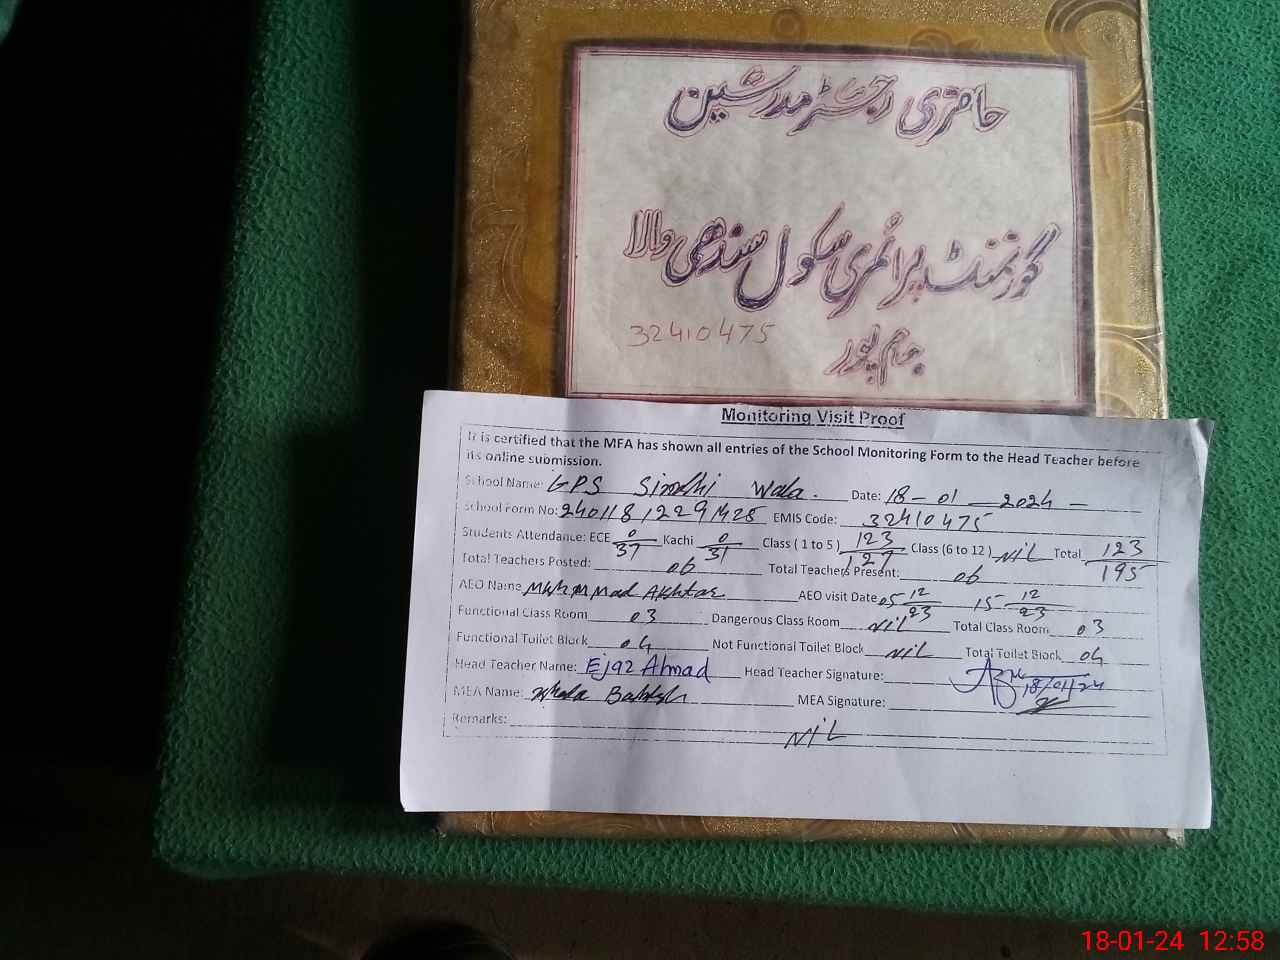 حاضری رجسٹر مدرسین
گورنمنٹ پرائمری سکول سندھی والا
32410475
جام پور
Monitoring Visit Proof
It is certified that the MFA has shown all entries of the School Monitoring Form to the Head Teacher before
its online submission.
School Name: GPS Sindhi Wala. Date: 18-01-2024-
School Form No: EMIS Code: 32410475
Students Attendance: ECE 0/37 Kachi 0/31 Class (1 to 5) 123/127 Class (6 to 12) NiL Total 123/195
Total Teachers Posted: 06 Total Teachers Present: 06
AEO Name Muhmmad Akhtar AEO visit Date 05 12/23 15 12/23
Functional Class Room 03 Dangerous Class Room NiL Total Class Room 03
Functional Toilet Block 04 Not Functional Toilet Block NiL Total Toilet Block 04
Head Teacher Name: Ejaz Ahmad Head Teacher Signature: 18/01/24
MEA Name: MEA Signature:
Remarks: NiL
18-01-24 12:58